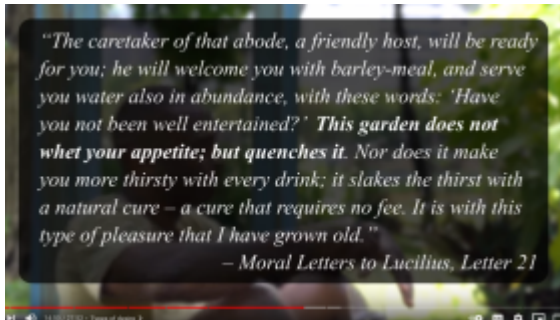 “The caretaker of that abode, a friendly host, will be ready
for you; he will welcome you with barley-meal, and serve
you water also in abundance, with these words: ‘Have
you not been well entertained?’ This garden does not
whet your appetite; but quenches it. Nor does it make
you more thirsty with every drink; it slakes the thirst with
a natural cure – a cure that requires no fee. It is with this
type of pleasure that I have grown old.”
– Moral Letters to Lucilius, Letter 21